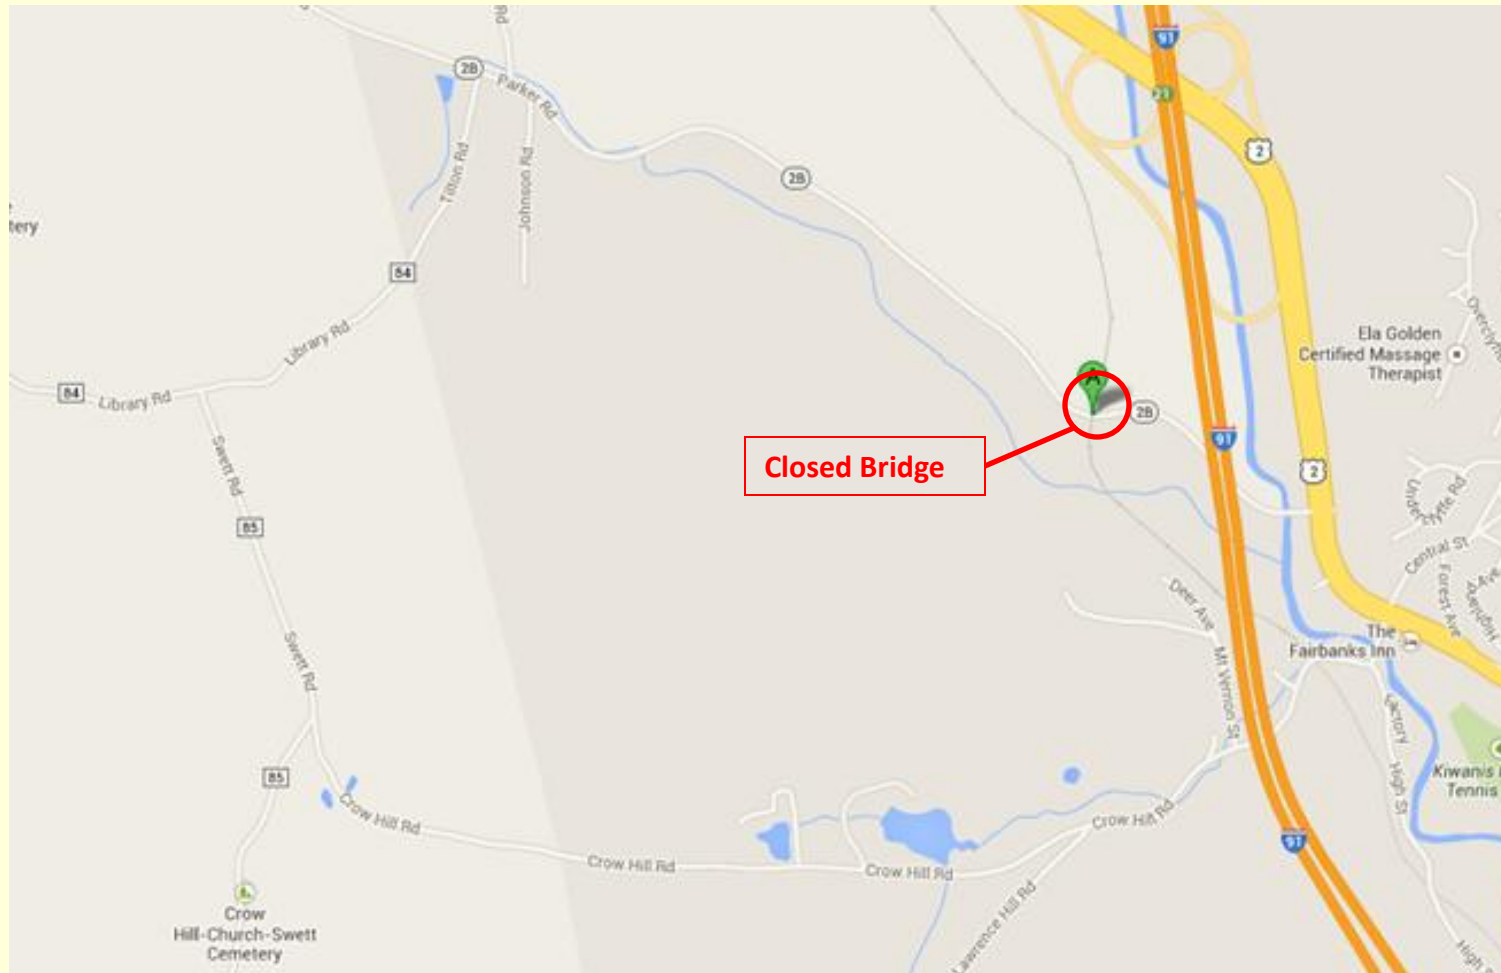 91
2B
Parker Rd
Rd
21
2
Tilton Rd
Johnson Rd
2B
tery
84
Library Rd
Ela Golden
Certified Massage
Therapist
84
Library Rd
A
2B
91
Closed Bridge
2
Swett Rd
85
Central St
Forest Ave
Deer Ave
The
Fairbanks Inn
Mt Vernon St
Swett Rd
Factory
High St
Kiwanis
Tennis
85
Crow Hill Rd
Crow Hill Rd
91
Crow Hill Rd
Crow Hill Rd
Lawrence Hill Rd
Crow
Hill-Church-Swett
Cemetery
High